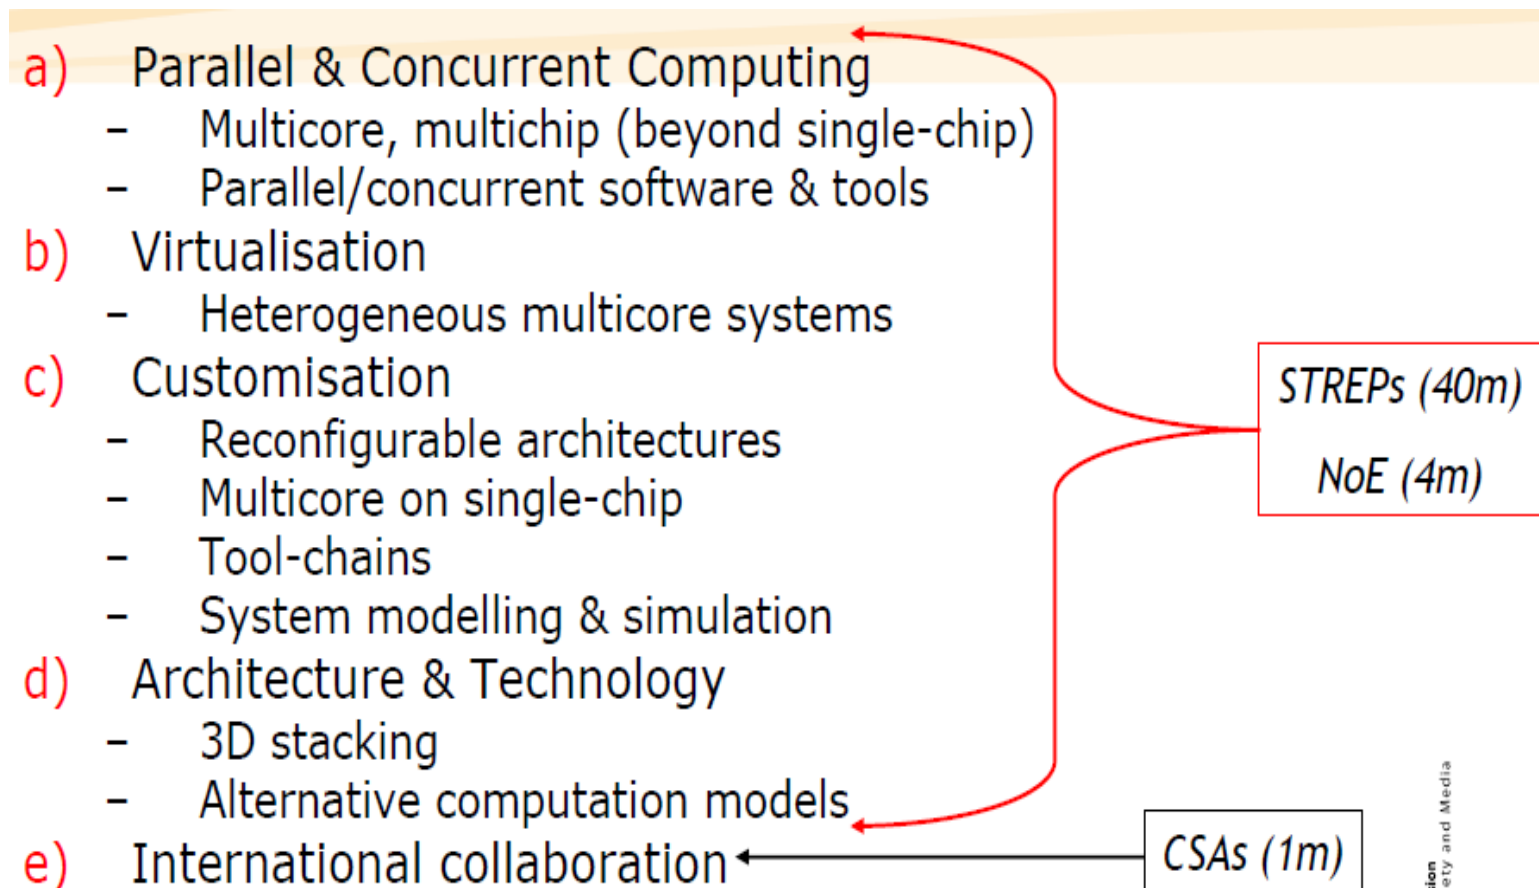 a) Parallel & Concurrent Computing
– Multicore, multichip (beyond single-chip)
– Parallel/concurrent software & tools
b) Virtualisation
– Heterogeneous multicore systems
c) Customisation
– Reconfigurable architectures
– Multicore on single-chip
– Tool-chains
– System modelling & simulation
d) Architecture & Technology
– 3D stacking
– Alternative computation models
e) International collaboration
STREPs (40m)
NoE (4m)
CSAs (1m)
and Media